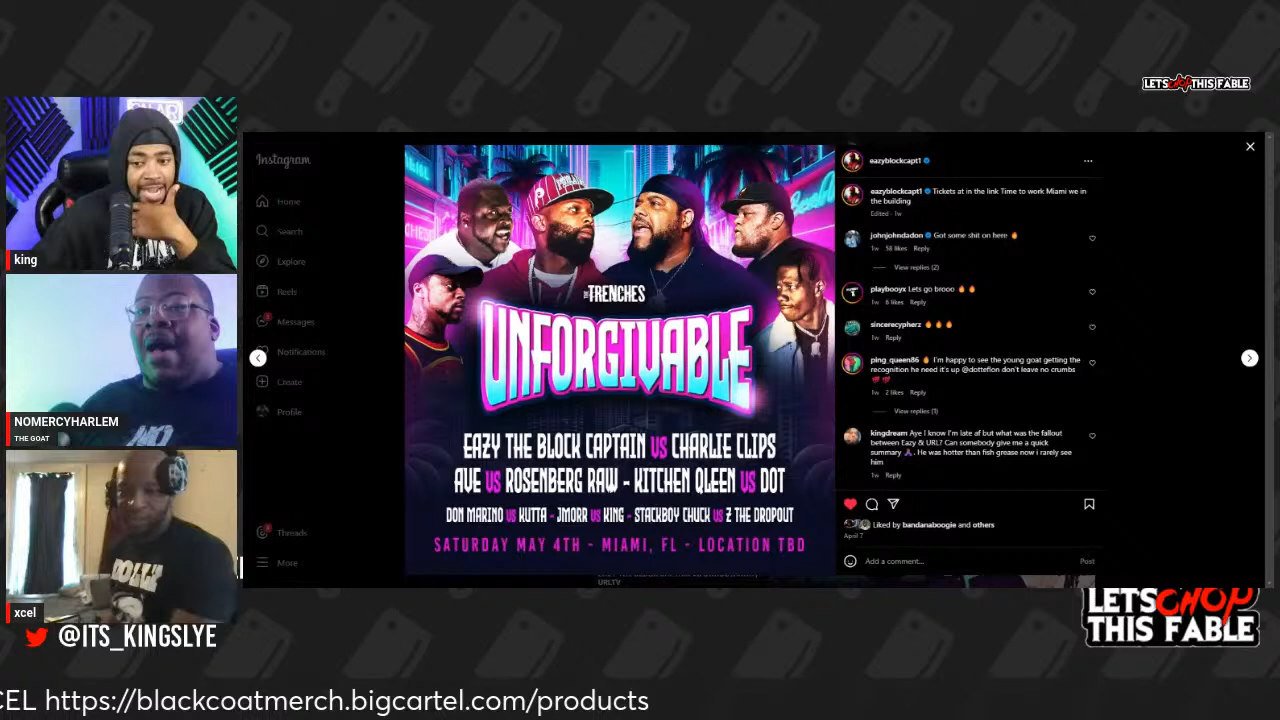 LETS CHOP THIS FABLE
ON AIR
king
NOMERCYHARLEM
THE GOAT
xcel
@ITS_KINGSLYE
CEL https://blackcoatmerch.bigcartel.com/products
Instagram
Home
Search
Explore
Reels
Messages
Notifications
Create
Profile
Threads
More
THE TRENCHES
UNFORGIVABLE
EAZY THE BLOCK CAPTAIN VS CHARLIE CLIPS
AVE VS ROSENBERG RAW - KITCHEN QLEEN VS DOT
DON MARINO VS KUTTA - JMORR VS KING - STACKBOY CHUCK VS Z THE DROPOUT
SATURDAY MAY 4TH - MIAMI, FL - LOCATION TBD
URLTV
eazyblockcapt1
eazyblockcapt1 Tickets at in the link Time to work Miami we in
the building
Edited · 1w
johnjohndadon Got some shit on here 🔥
1w 58 likes Reply
View replies (2)
playbooyx Lets go brooo 🔥 🔥
1w 6 likes Reply
sincerecypherz 🔥 🔥 🔥
1w Reply
ping_queen86 🔥 I'm happy to see the young goat getting the
recognition he need it's up @dotteflon don't leave no crumbs
1w 2 likes Reply
View replies (1)
kingdream Aye I know I'm late af but what was the fallout
between Eazy & URL? Can somebody give me a quick
summary 🙏🏾. He was hotter than fish grease now i rarely see
him
1w Reply
Liked by bandanaboogie and others
April 7
Add a comment...
Post
LETS CHOP
THIS FABLE